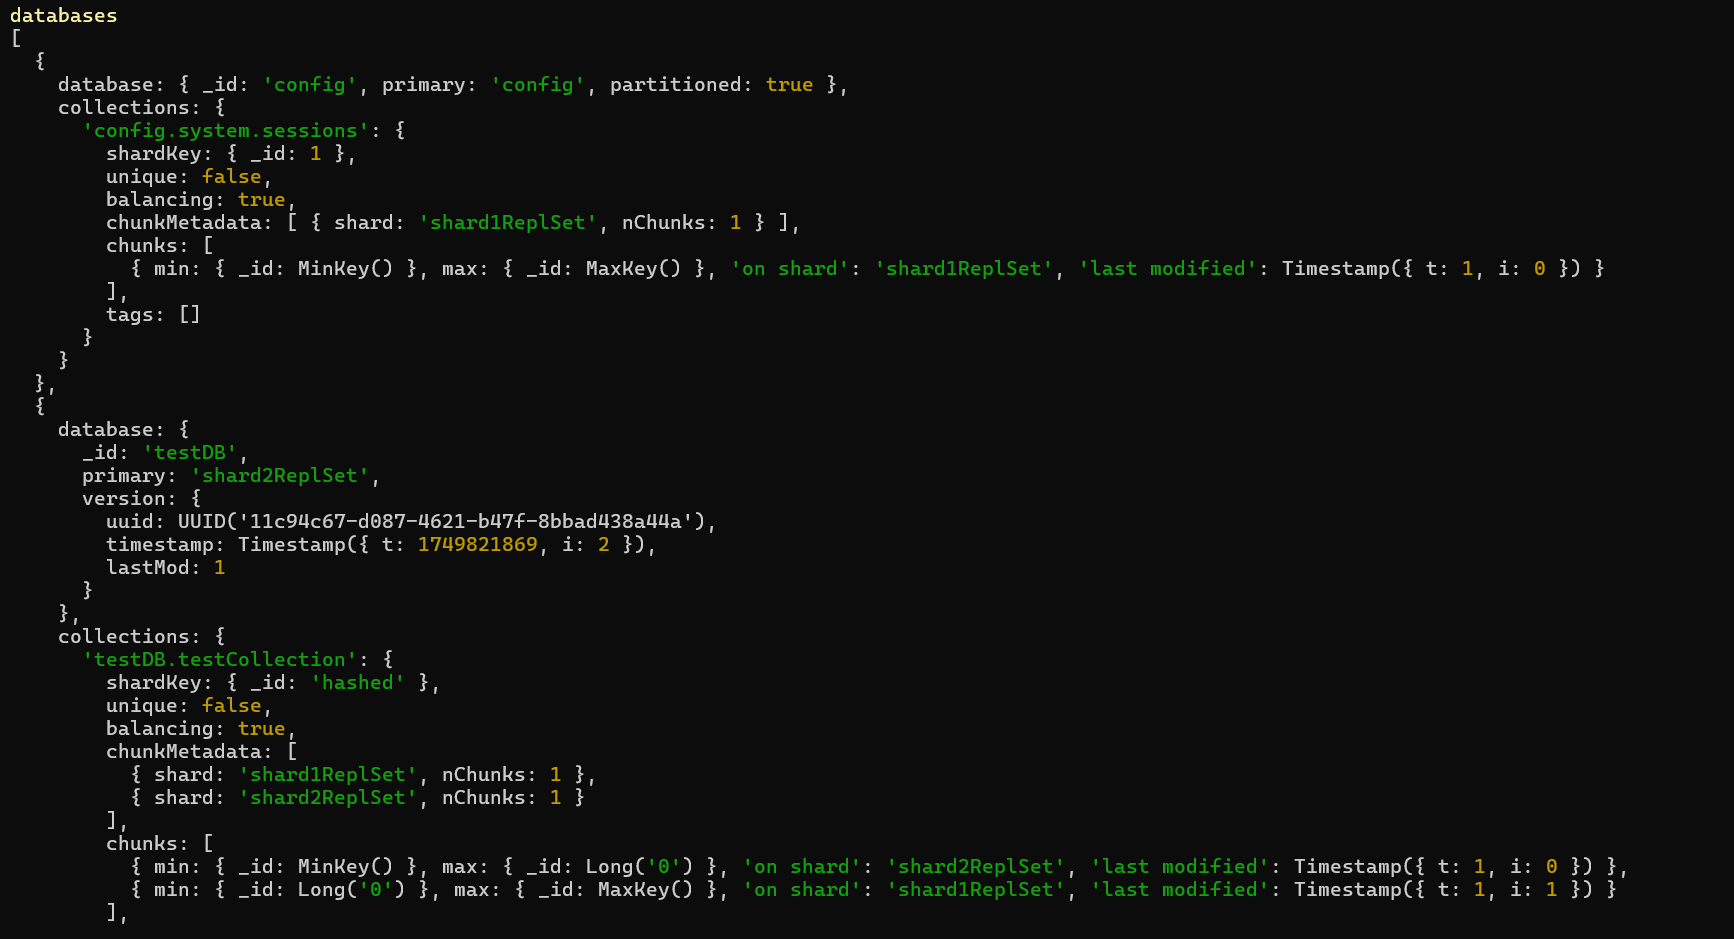 databases
[
  {
    database: { _id: 'config', primary: 'config', partitioned: true },
    collections: {
      'config.system.sessions': {
        shardKey: { _id: 1 },
        unique: false,
        balancing: true,
        chunkMetadata: [ { shard: 'shard1ReplSet', nChunks: 1 } ],
        chunks: [
          { min: { _id: MinKey() }, max: { _id: MaxKey() }, 'on shard': 'shard1ReplSet', 'last modified': Timestamp({ t: 1, i: 0 }) }
        ],
        tags: []
      }
    }
  },
  {
    database: {
      _id: 'testDB',
      primary: 'shard2ReplSet',
      version: {
        uuid: UUID('11c94c67-d087-4621-b47f-8bbad438a44a'),
        timestamp: Timestamp({ t: 1749821869, i: 2 }),
        lastMod: 1
      }
    },
    collections: {
      'testDB.testCollection': {
        shardKey: { _id: 'hashed' },
        unique: false,
        balancing: true,
        chunkMetadata: [
          { shard: 'shard1ReplSet', nChunks: 1 },
          { shard: 'shard2ReplSet', nChunks: 1 }
        ],
        chunks: [
          { min: { _id: MinKey() }, max: { _id: Long('0') }, 'on shard': 'shard2ReplSet', 'last modified': Timestamp({ t: 1, i: 0 }) },
          { min: { _id: Long('0') }, max: { _id: MaxKey() }, 'on shard': 'shard1ReplSet', 'last modified': Timestamp({ t: 1, i: 1 }) }
        ],